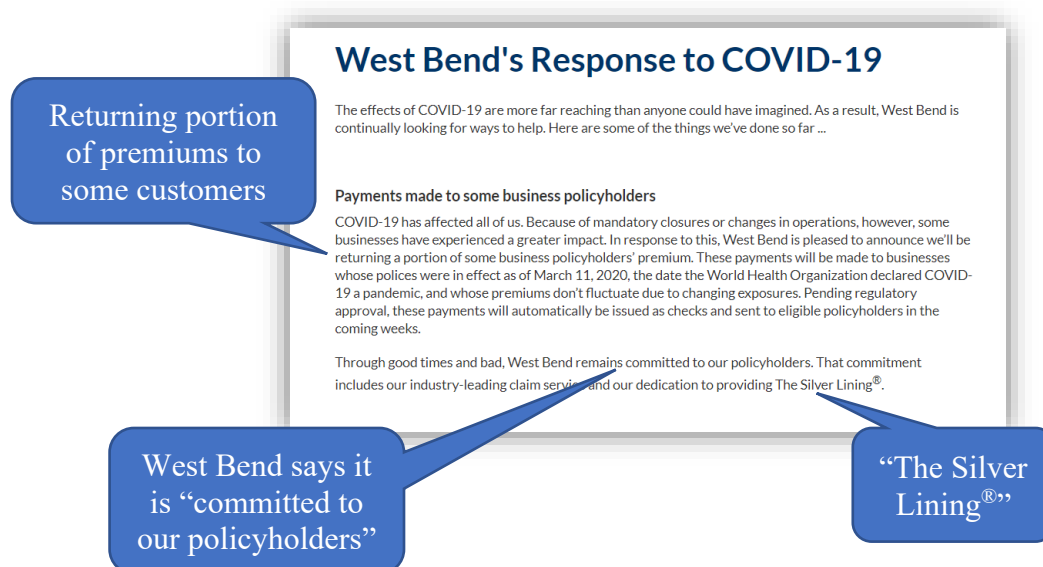 West Bend's Response to COVID-19
The effects of COVID-19 are more far reaching than anyone could have imagined. As a result, West Bend is
continually looking for ways to help. Here are some of the things we've done so far ...
Returning portion
of premiums to
some customers
Payments made to some business policyholders
COVID-19 has affected all of us. Because of mandatory closures or changes in operations, however, some
businesses have experienced a greater impact. In response to this, West Bend is pleased to announce we'll be
returning a portion of some business policyholders' premium. These payments will be made to businesses
whose polices were in effect as of March 11, 2020, the date the World Health Organization declared COVID-
19 a pandemic, and whose premiums don't fluctuate due to changing exposures. Pending regulatory
approval, these payments will automatically be issued as checks and sent to eligible policyholders in the
coming weeks.
Through good times and bad, West Bend remains committed to our policyholders. That commitment
includes our industry-leading claim service and our dedication to providing The Silver Lining®.
West Bend says it
is “committed to
our policyholders”
“The Silver
Lining®”